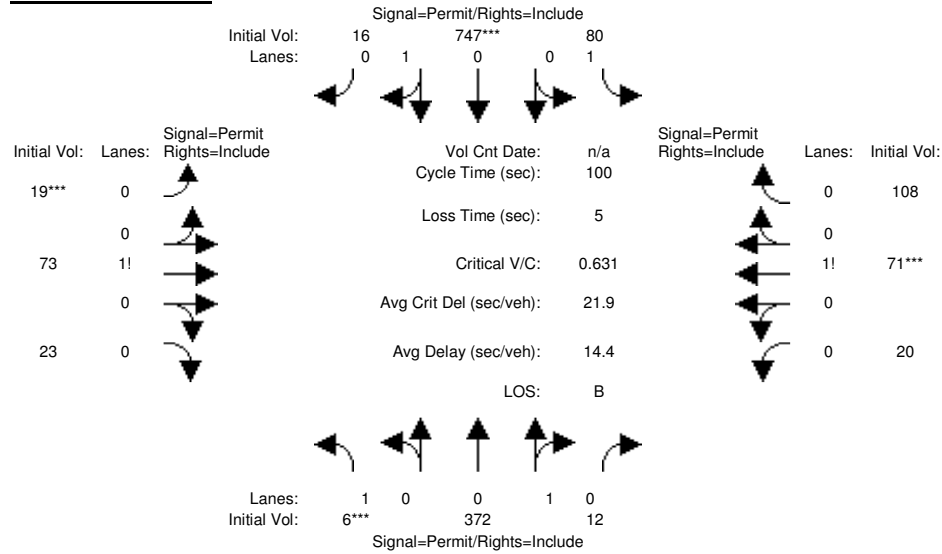 Signal=Permit/Rights=Include
Initial Vol: 16 747*** 80
Lanes: 0 1 0 0 1
Signal=Permit Signal=Permit
Initial Vol: Lanes: Rights=Include Vol Cnt Date: n/a Rights=Include Lanes: Initial Vol:
Cycle Time (sec): 100
19*** 0 0 108
Loss Time (sec): 5
0 0
73 1! Critical V/C: 0.631 1! 71***
0 Avg Crit Del (sec/veh): 21.9 0
23 0 Avg Delay (sec/veh): 14.4 0 20
LOS: B
Lanes: 1 0 0 1 0
Initial Vol: 6*** 372 12
Signal=Permit/Rights=Include